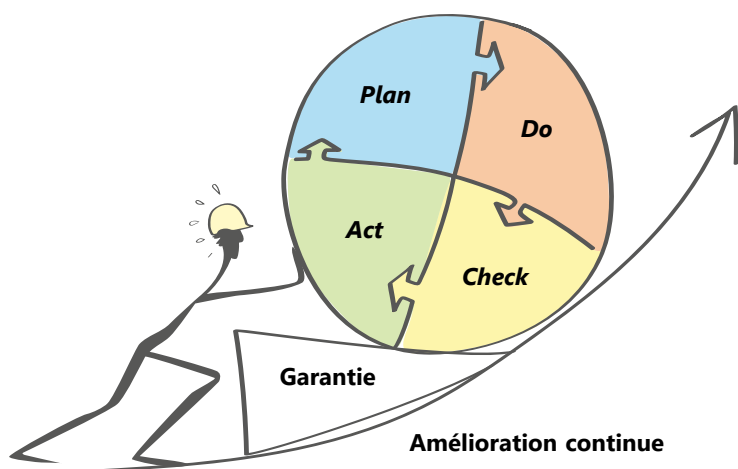 Plan
Do
Act
Check
Garantie
Amélioration continue